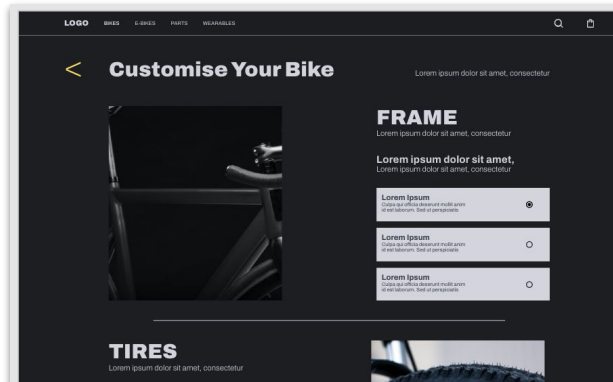 LOGO BIKES E-BIKES PARTS WEARABLES
< Customise Your Bike
Lorem ipsum dolor sit amet, consectetur
FRAME
Lorem ipsum dolor sit amet, consectetur
Lorem ipsum dolor sit amet,
Lorem ipsum dolor sit amet, consectetur
Lorem Ipsum
Culpa qui officia deserunt mollit anim
id est laborum. Sed ut perspiciatis
Lorem Ipsum
Culpa qui officia deserunt mollit anim
id est laborum. Sed ut perspiciatis
Lorem Ipsum
Culpa qui officia deserunt mollit anim
id est laborum. Sed ut perspiciatis
TIRES
Lorem ipsum dolor sit amet, consectetur